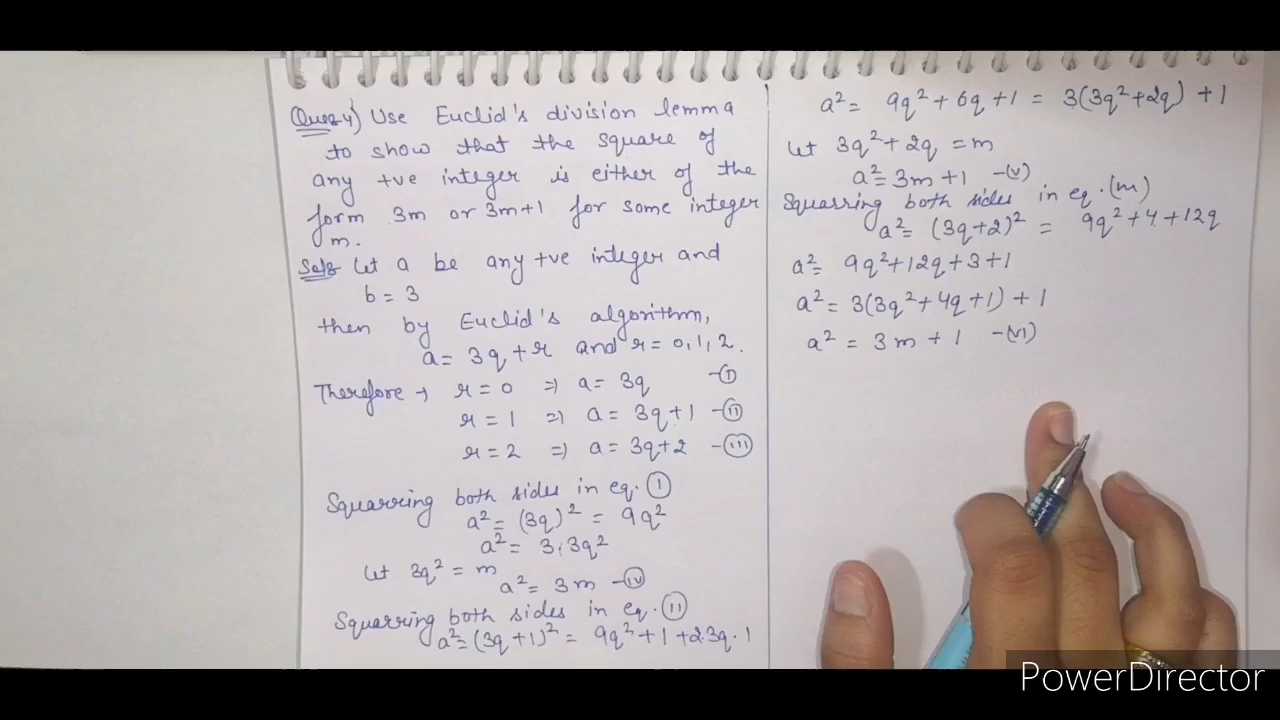 Ques 4) Use Euclid's division lemma
to show that the square of
any +ve integer is either of the
form 3m or 3m+1 for some integer
m.
Sol: Let a be any +ve integer and
b = 3
then by Euclid's algorithm,
a = 3q + r and r = 0, 1, 2.
Therefore → r = 0 ⇒ a = 3q -(I)
r = 1 ⇒ a = 3q+1 -(II)
r = 2 ⇒ a = 3q+2 -(III)
Squarring both sides in eq. (I)
a² = (3q)² = 9q²
a² = 3.3q²
Let 3q² = m
a² = 3m -(IV)
Squarring both sides in eq. (II)
a² = (3q+1)² = 9q²+1+2.3q.1
a² = 9q²+6q+1 = 3(3q²+2q)+1
Let 3q²+2q = m
a² = 3m+1 -(V)
Squarring both sides in eq. (III)
a² = (3q+2)² = 9q²+4+12q
a² = 9q²+12q+3+1
a² = 3(3q²+4q+1)+1
a² = 3m+1 -(VI)
PowerDirector